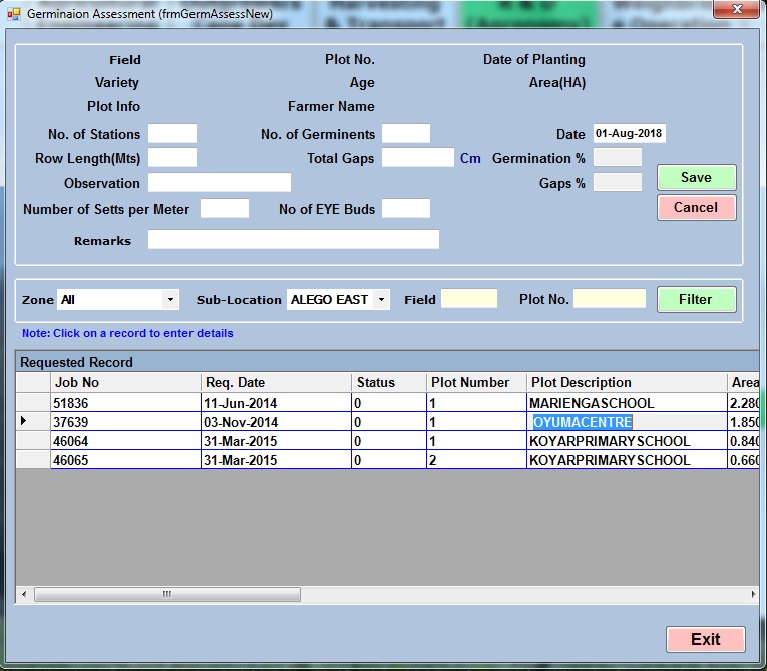 Germinaion Assessment (frmGermAssessNew)
Harvesting R & D
& Transport (Agronomy) e Operation
Field Plot No. Date of Planting
Variety Age Area(HA)
Plot Info Farmer Name
No. of Stations No. of Germinents Date 01-Aug-2018
Row Length(Mts) Total Gaps Cm Germination %
Observation Gaps % Save
Number of Setts per Meter No of EYE Buds Cancel
Remarks
Zone All Sub-Location ALEGO EAST Field Plot No. Filter
Note: Click on a record to enter details
Requested Record
Job No Req. Date Status Plot Number Plot Description Area
51836 11-Jun-2014 0 1 MARIENGASCHOOL 2.280
37639 03-Nov-2014 0 1 OYUMACENTRE 1.850
46064 31-Mar-2015 0 1 KOYARPRIMARYSCHOOL 0.840
46065 31-Mar-2015 0 2 KOYARPRIMARYSCHOOL 0.660
Exit